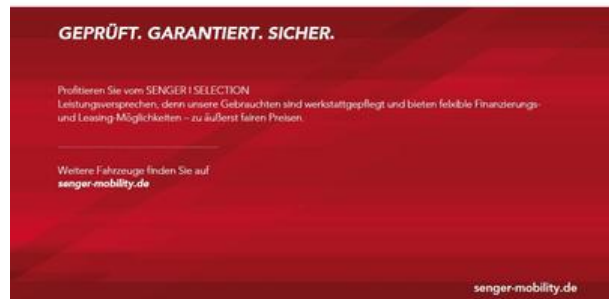 GEPRÜFT. GARANTIERT. SICHER.
Profitieren Sie vom SENGER I SELECTION
Leistungsversprechen, denn unsere Gebrauchten sind werkstattgepflegt und bieten felxible Finanzierungs-
und Leasing-Möglichkeiten – zu äußerst fairen Preisen.
Weitere Fahrzeuge finden Sie auf
senger-mobility.de
senger-mobility.de